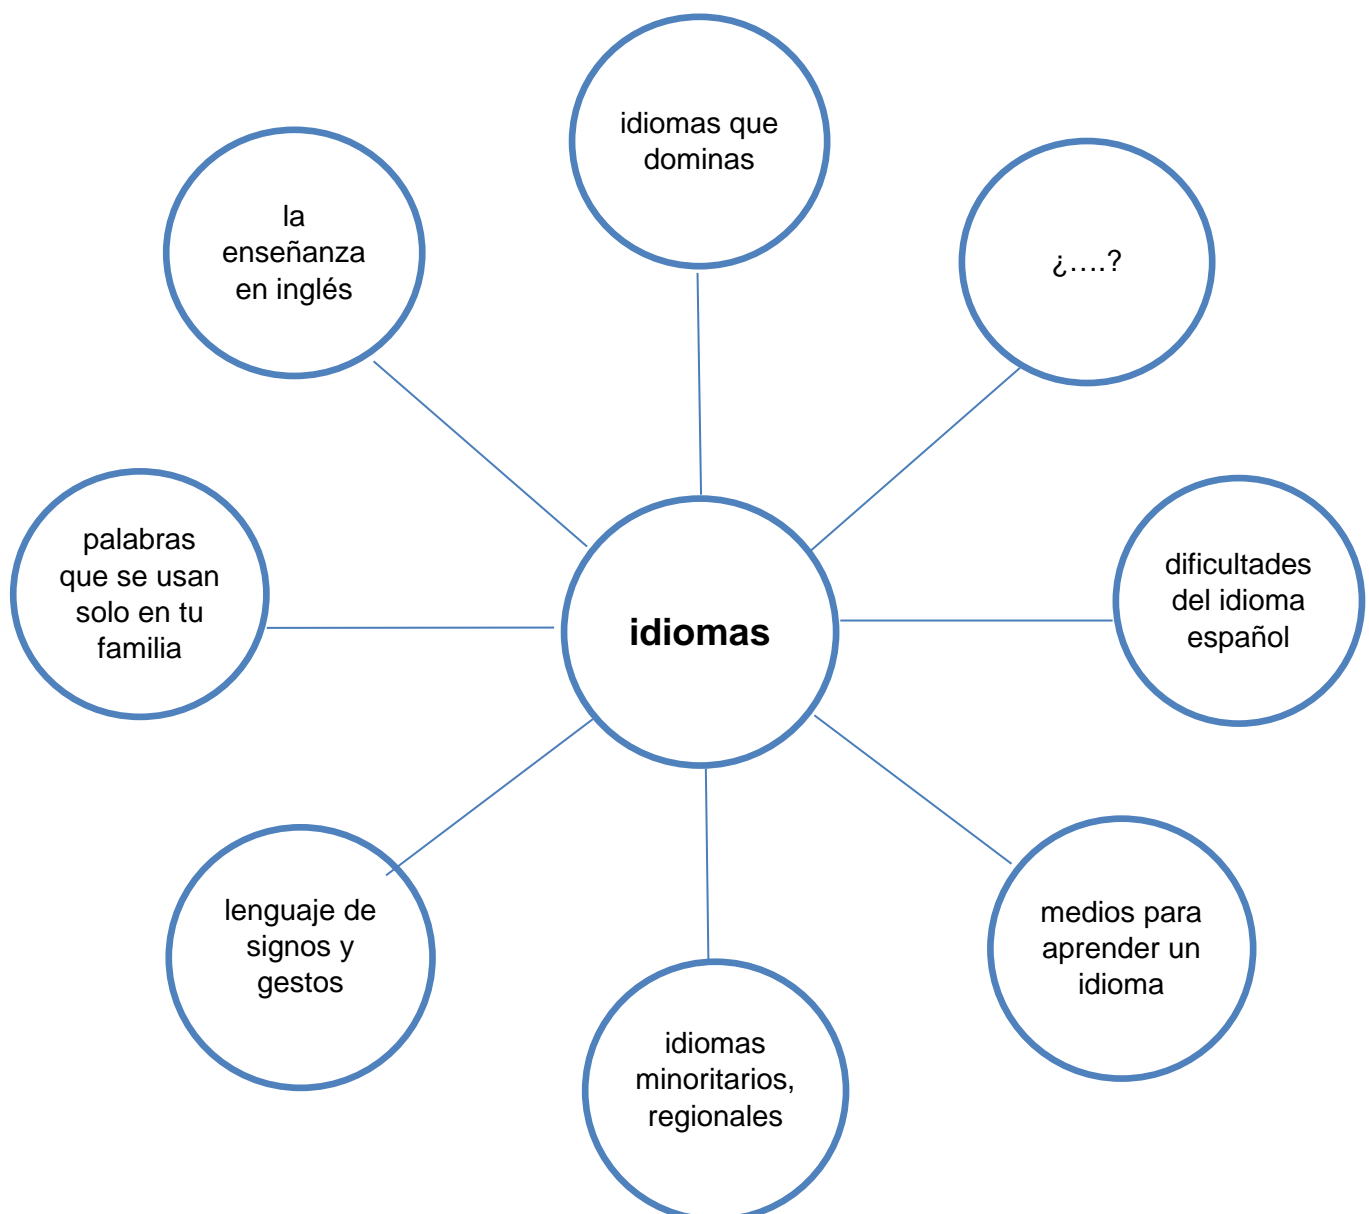 idiomas que
dominas
la
enseñanza
en inglés
¿….?
palabras
que se usan
solo en tu
familia
idiomas
dificultades
del idioma
español
lenguaje de
signos y
gestos
medios para
aprender un
idioma
idiomas
minoritarios,
regionales